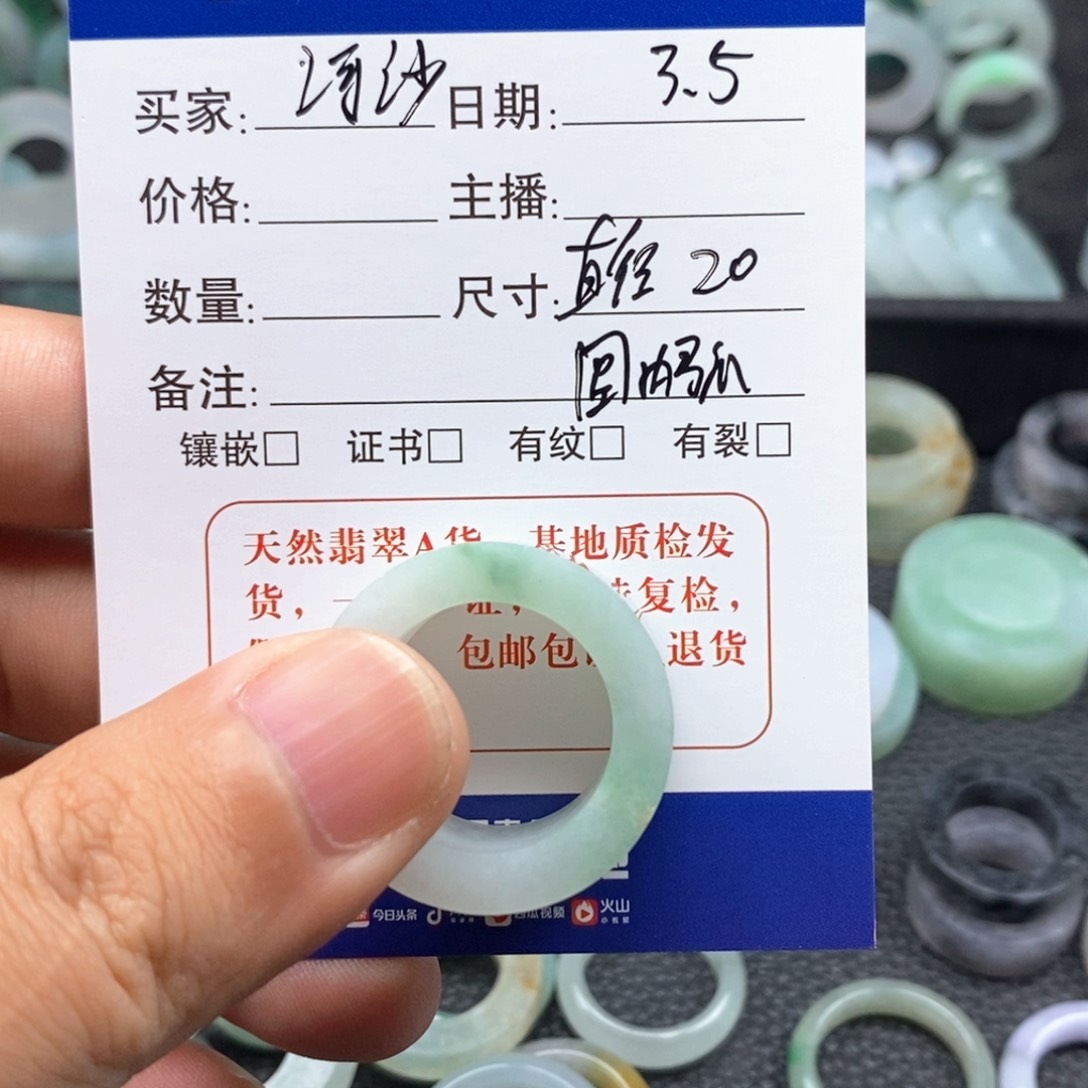 买家: 河沙 日期: 3.5
价格: 主播:
数量: 尺寸: 直径 20
备注:
镶嵌□ 证书□ 有纹□ 有裂□
天然翡翠A货 基地质检发
货, 证, 复检,
包邮包 退货
今日头条 西瓜视频 火山